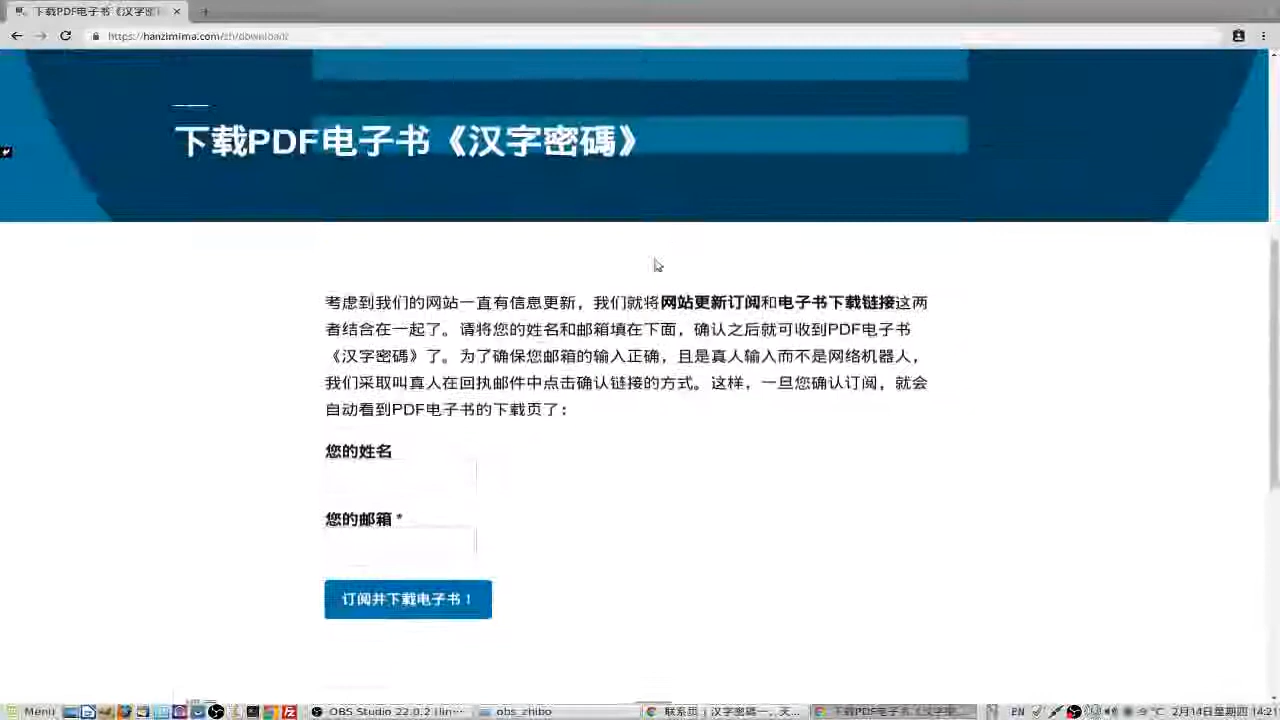 下载PDF电子书《汉字密
https://hanzimima.com/zh/download/
下载PDF电子书《汉字密碼》
考虑到我们的网站一直有信息更新，我们就将网站更新订阅和电子书下载链接这两
者结合在一起了。请将您的姓名和邮箱填在下面，确认之后就可收到PDF电子书
《汉字密碼》了。为了确保您邮箱的输入正确，且是真人输入而不是网络机器人，
我们采取叫真人在回执邮件中点击确认链接的方式。这样，一旦您确认订阅，就会
自动看到PDF电子书的下载页了：
您的姓名
您的邮箱 *
订阅并下载电子书！
Menu
OBS Studio 22.0.2 (linu
obs_zhibo
联系页 | 汉字密码一、天...
下载PDF电子书《汉字密...
EN
°C
2月14日星期四 14:21